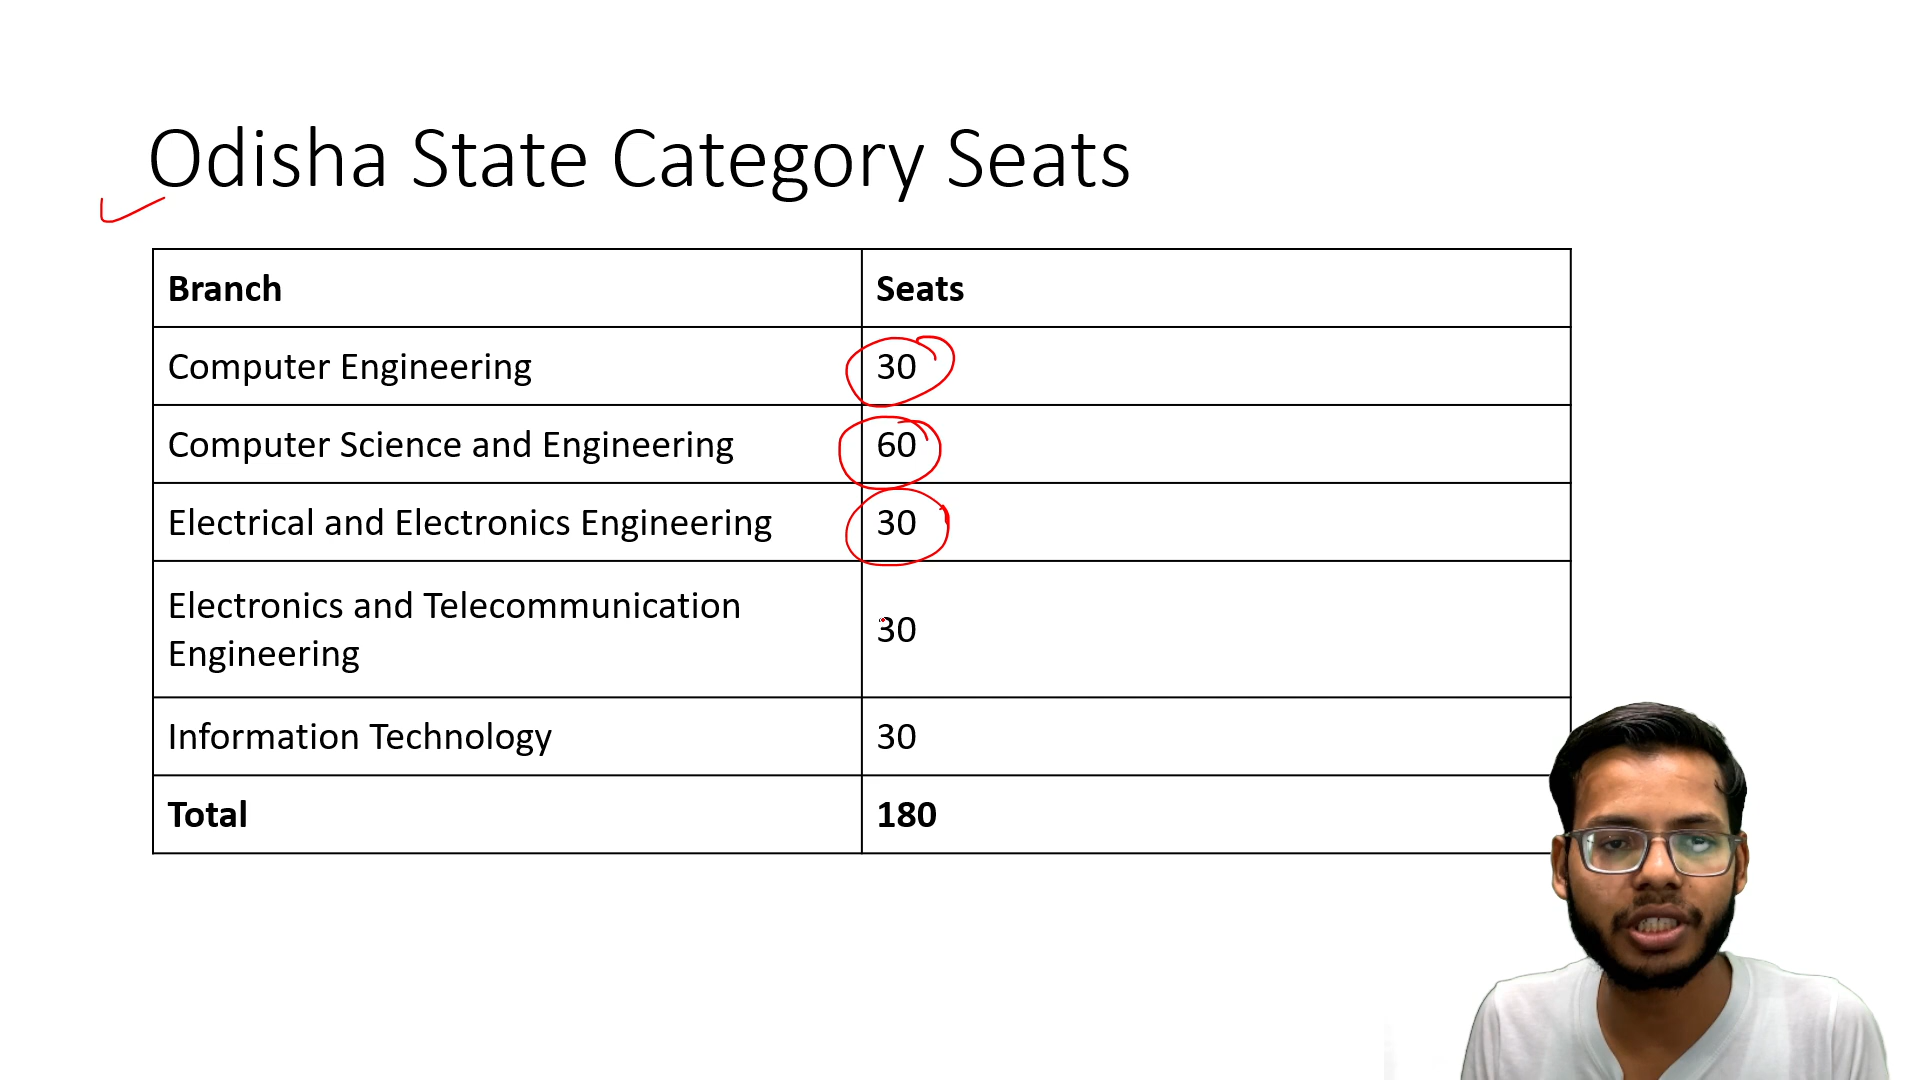 Odisha State Category Seats
Branch Seats
Computer Engineering 30
Computer Science and Engineering 60
Electrical and Electronics Engineering 30
Electronics and Telecommunication
Engineering 30
Information Technology 30
Total 180